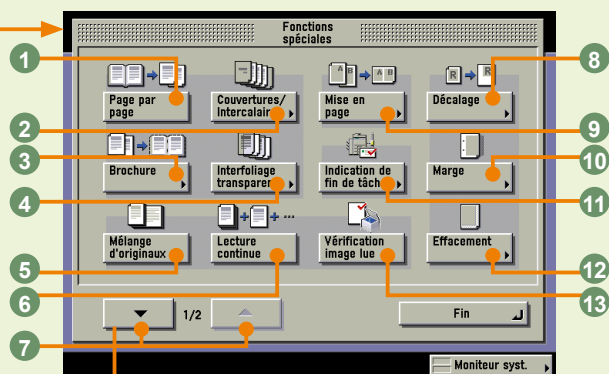 Fonctions
spéciales
1
8
A B
A B
R
R
Page par
page
Couvertures/
Intercalair
Mise en
page
Décalage
2
9
3
10
Brochure
Interfoliage
transparen
Indication de
fin de tâch
Marge
4
11
Mélange
d'originaux
Lecture
continue
Vérification
image lue
Effacement
5
12
6
13
1/2
Fin
7
Moniteur syst.